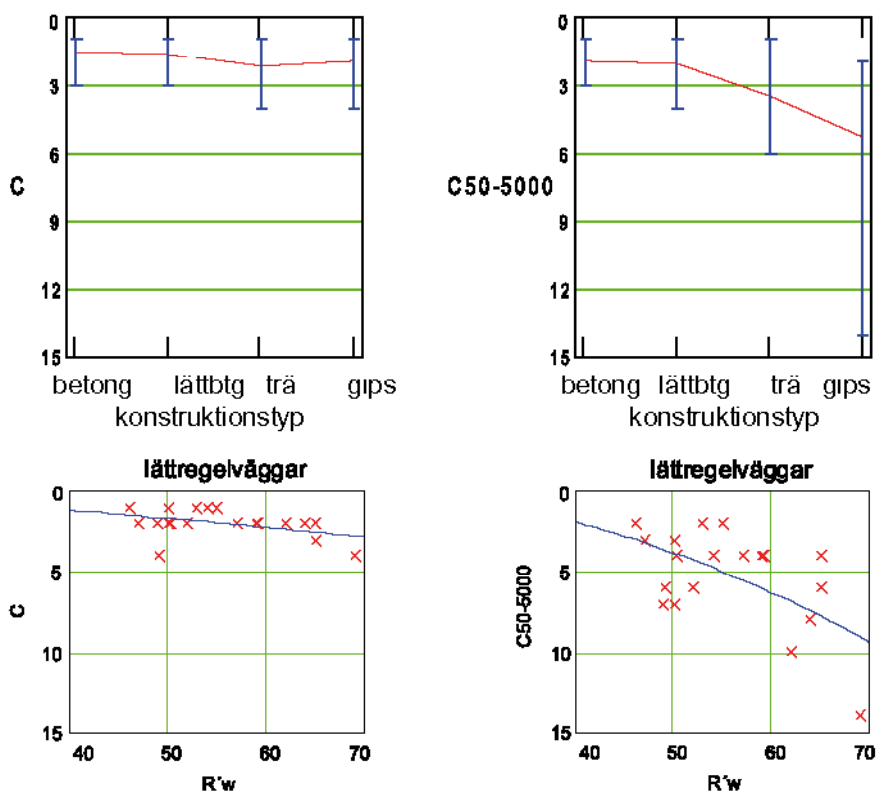 0
3
6
9
12
15
C
betong lättbtg trä gips
konstruktionstyp
0
3
6
9
12
15
C50-5000
betong lättbtg trä gips
konstruktionstyp
lättregelväggar
0
5
10
15
C
40 50 60 70
R´w
lättregelväggar
0
5
10
15
C50-5000
40 50 60 70
R´w